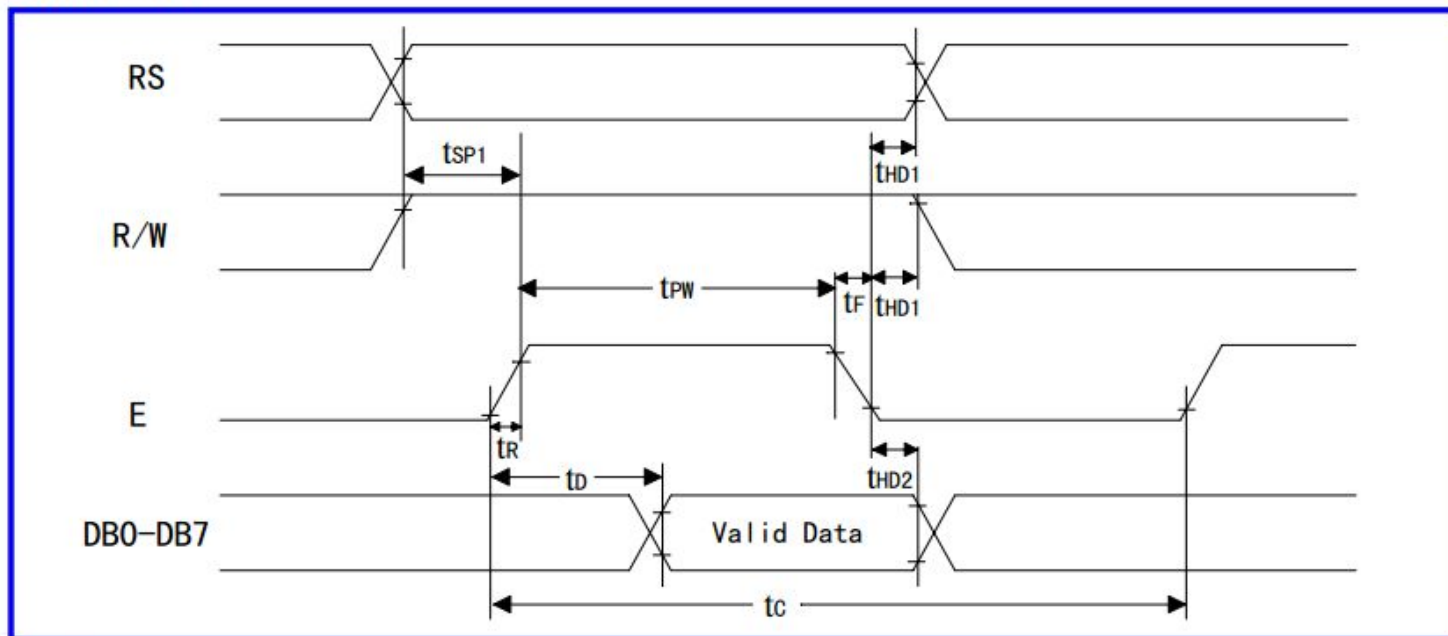 RS
tSP1
tHD1
R/W
tPW
tF
tHD1
E
tR
tD
tHD2
DB0-DB7
Valid Data
tC